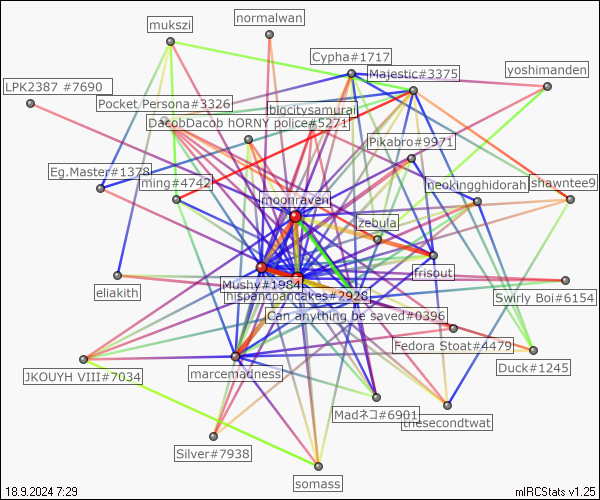 mukszi
normalwan
Cypha#1717
Majestic#3375
yoshimanden
LPK2387 #7690
Pocket Persona#3326
bigcitysamurai
DacobDacob hORNY police#5271
Pikabro#9971
Eg.Master#1378
ming#4742
neokingghidorah
shawntee9
moonraven
zebula
frisout
Mushy#1984
eliakith
hispancpancakes#2928
Swirly Boi#6154
Can anything be saved#0396
Fedora Stoat#4479
JKOUYH VIII#7034
marcemadness
Duck#1245
Madネコ#6901
thesecondtwat
Silver#7938
somass
18.9.2024 7:29
mIRCStats v1.25